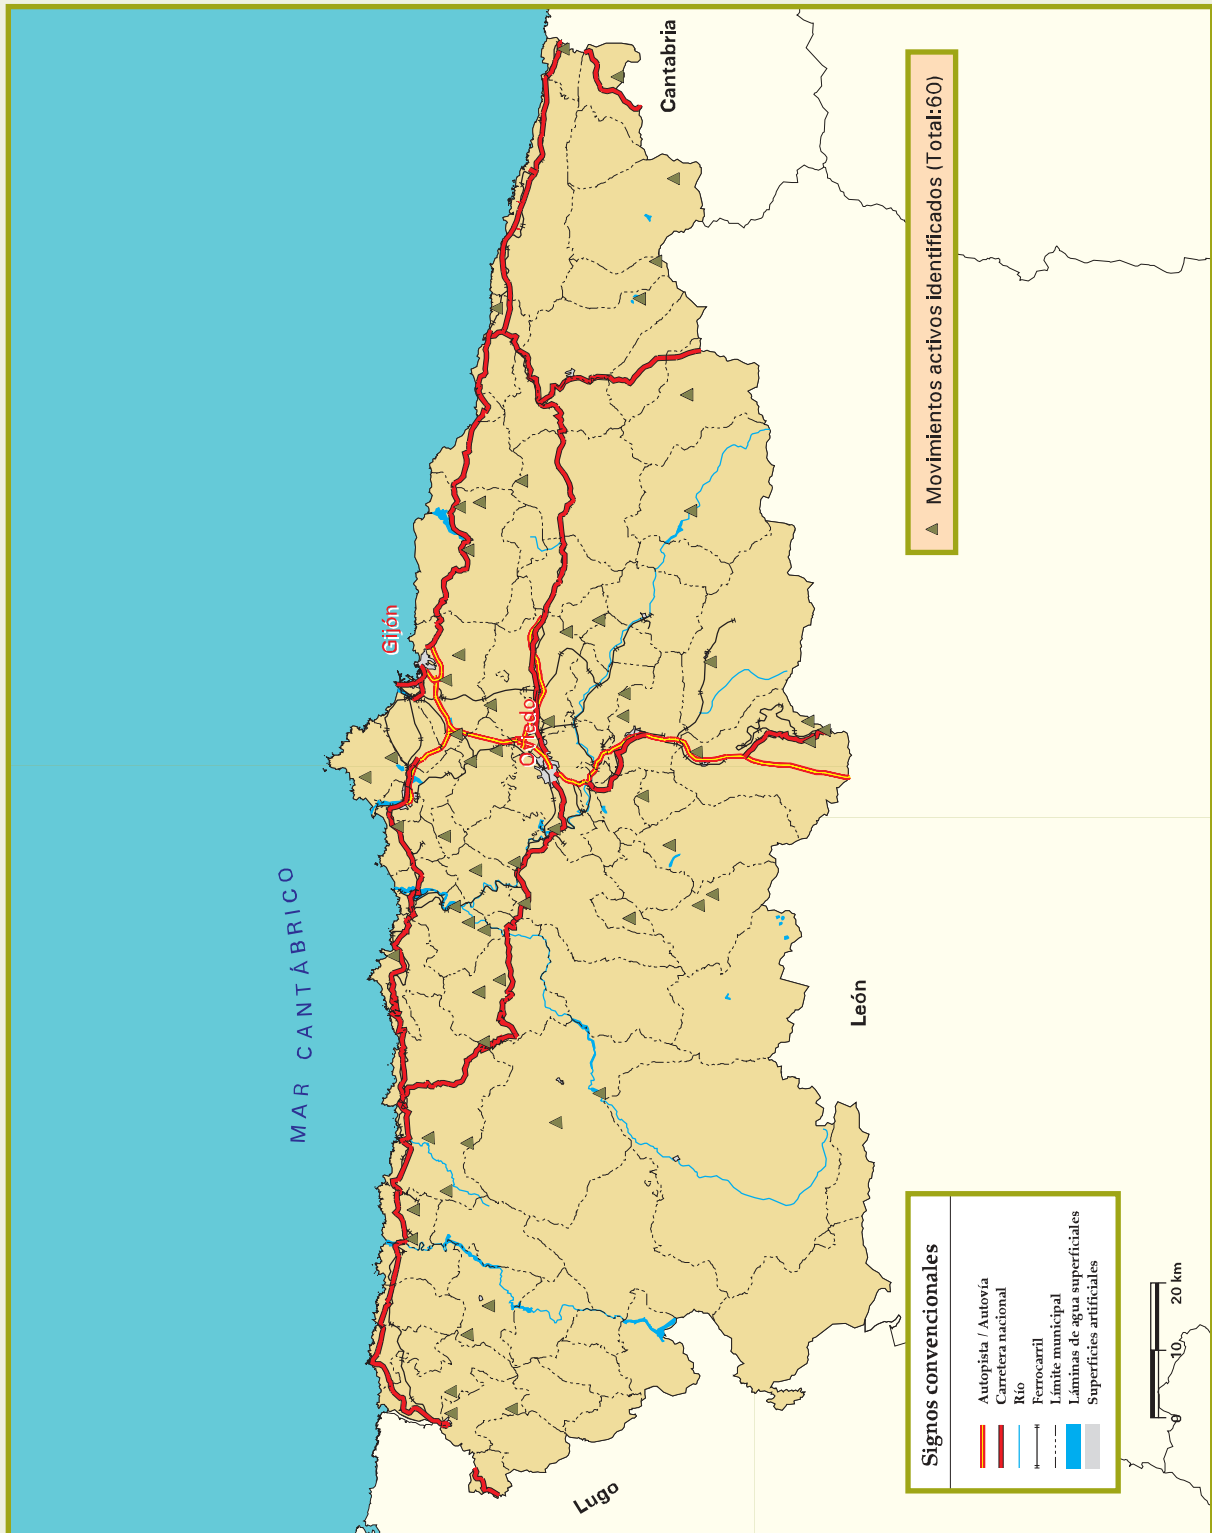 MAR CANTÁBRICO
Gijón
Oviedo
Cantabria
León
Lugo
Movimientos activos identificados (Total:60)
Signos convencionales
Autopista / Autovía
Carretera nacional
Río
Ferrocarril
Límite municipal
Láminas de agua superficiales
Superficies artificiales
0 10 20 km